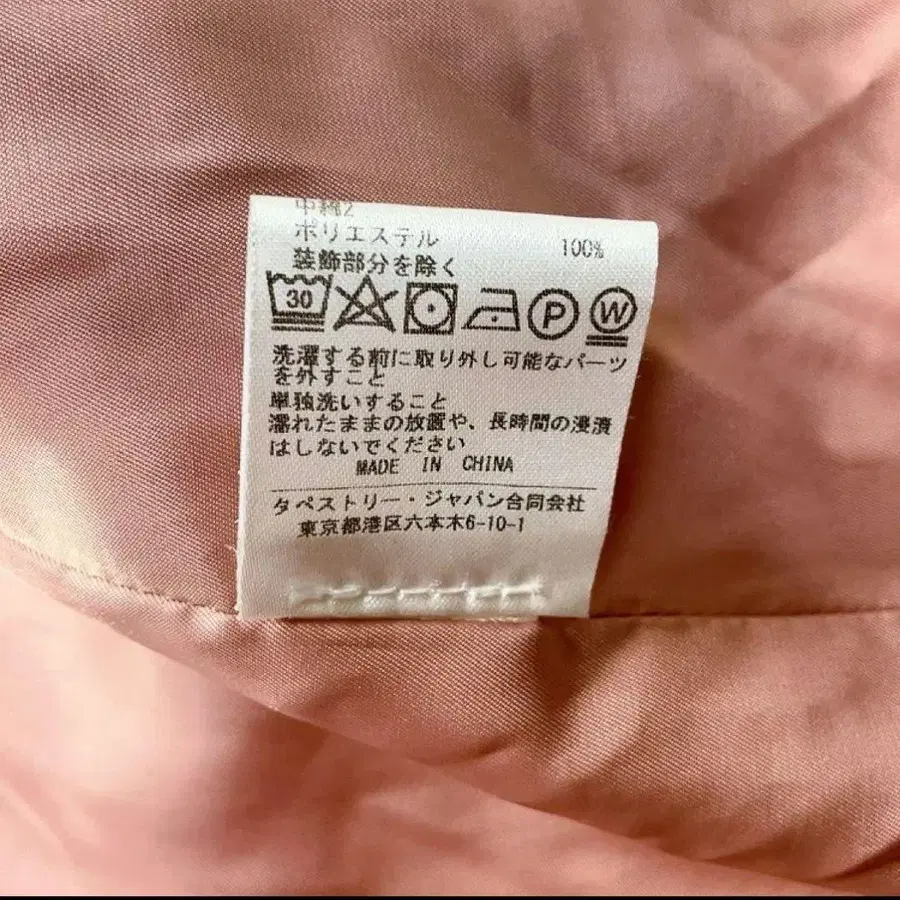 中綿2
ポリエステル 100%
装飾部分を除く
30 P W
洗濯する前に取り外し可能なパーツ
を外すこと
単独洗いすること
濡れたままの放置や、長時間の浸漬
はしないでください
MADE IN CHINA
タペストリー・ジャパン合同会社
東京都港区六本木6-10-1